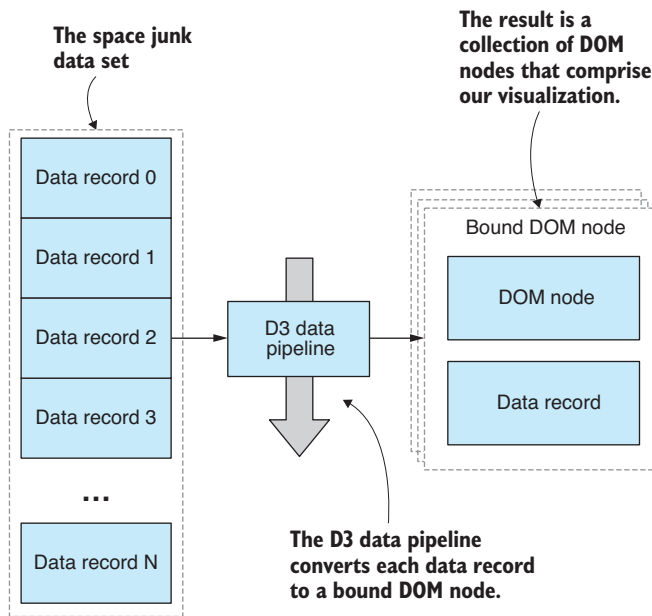 The space junk
data set
The result is a
collection of DOM
nodes that comprise
our visualization.
Data record 0
Data record 1
Data record 2
Data record 3
...
Data record N
D3 data
pipeline
Bound DOM node
DOM node
Data record
The D3 data pipeline
converts each data record
to a bound DOM node.